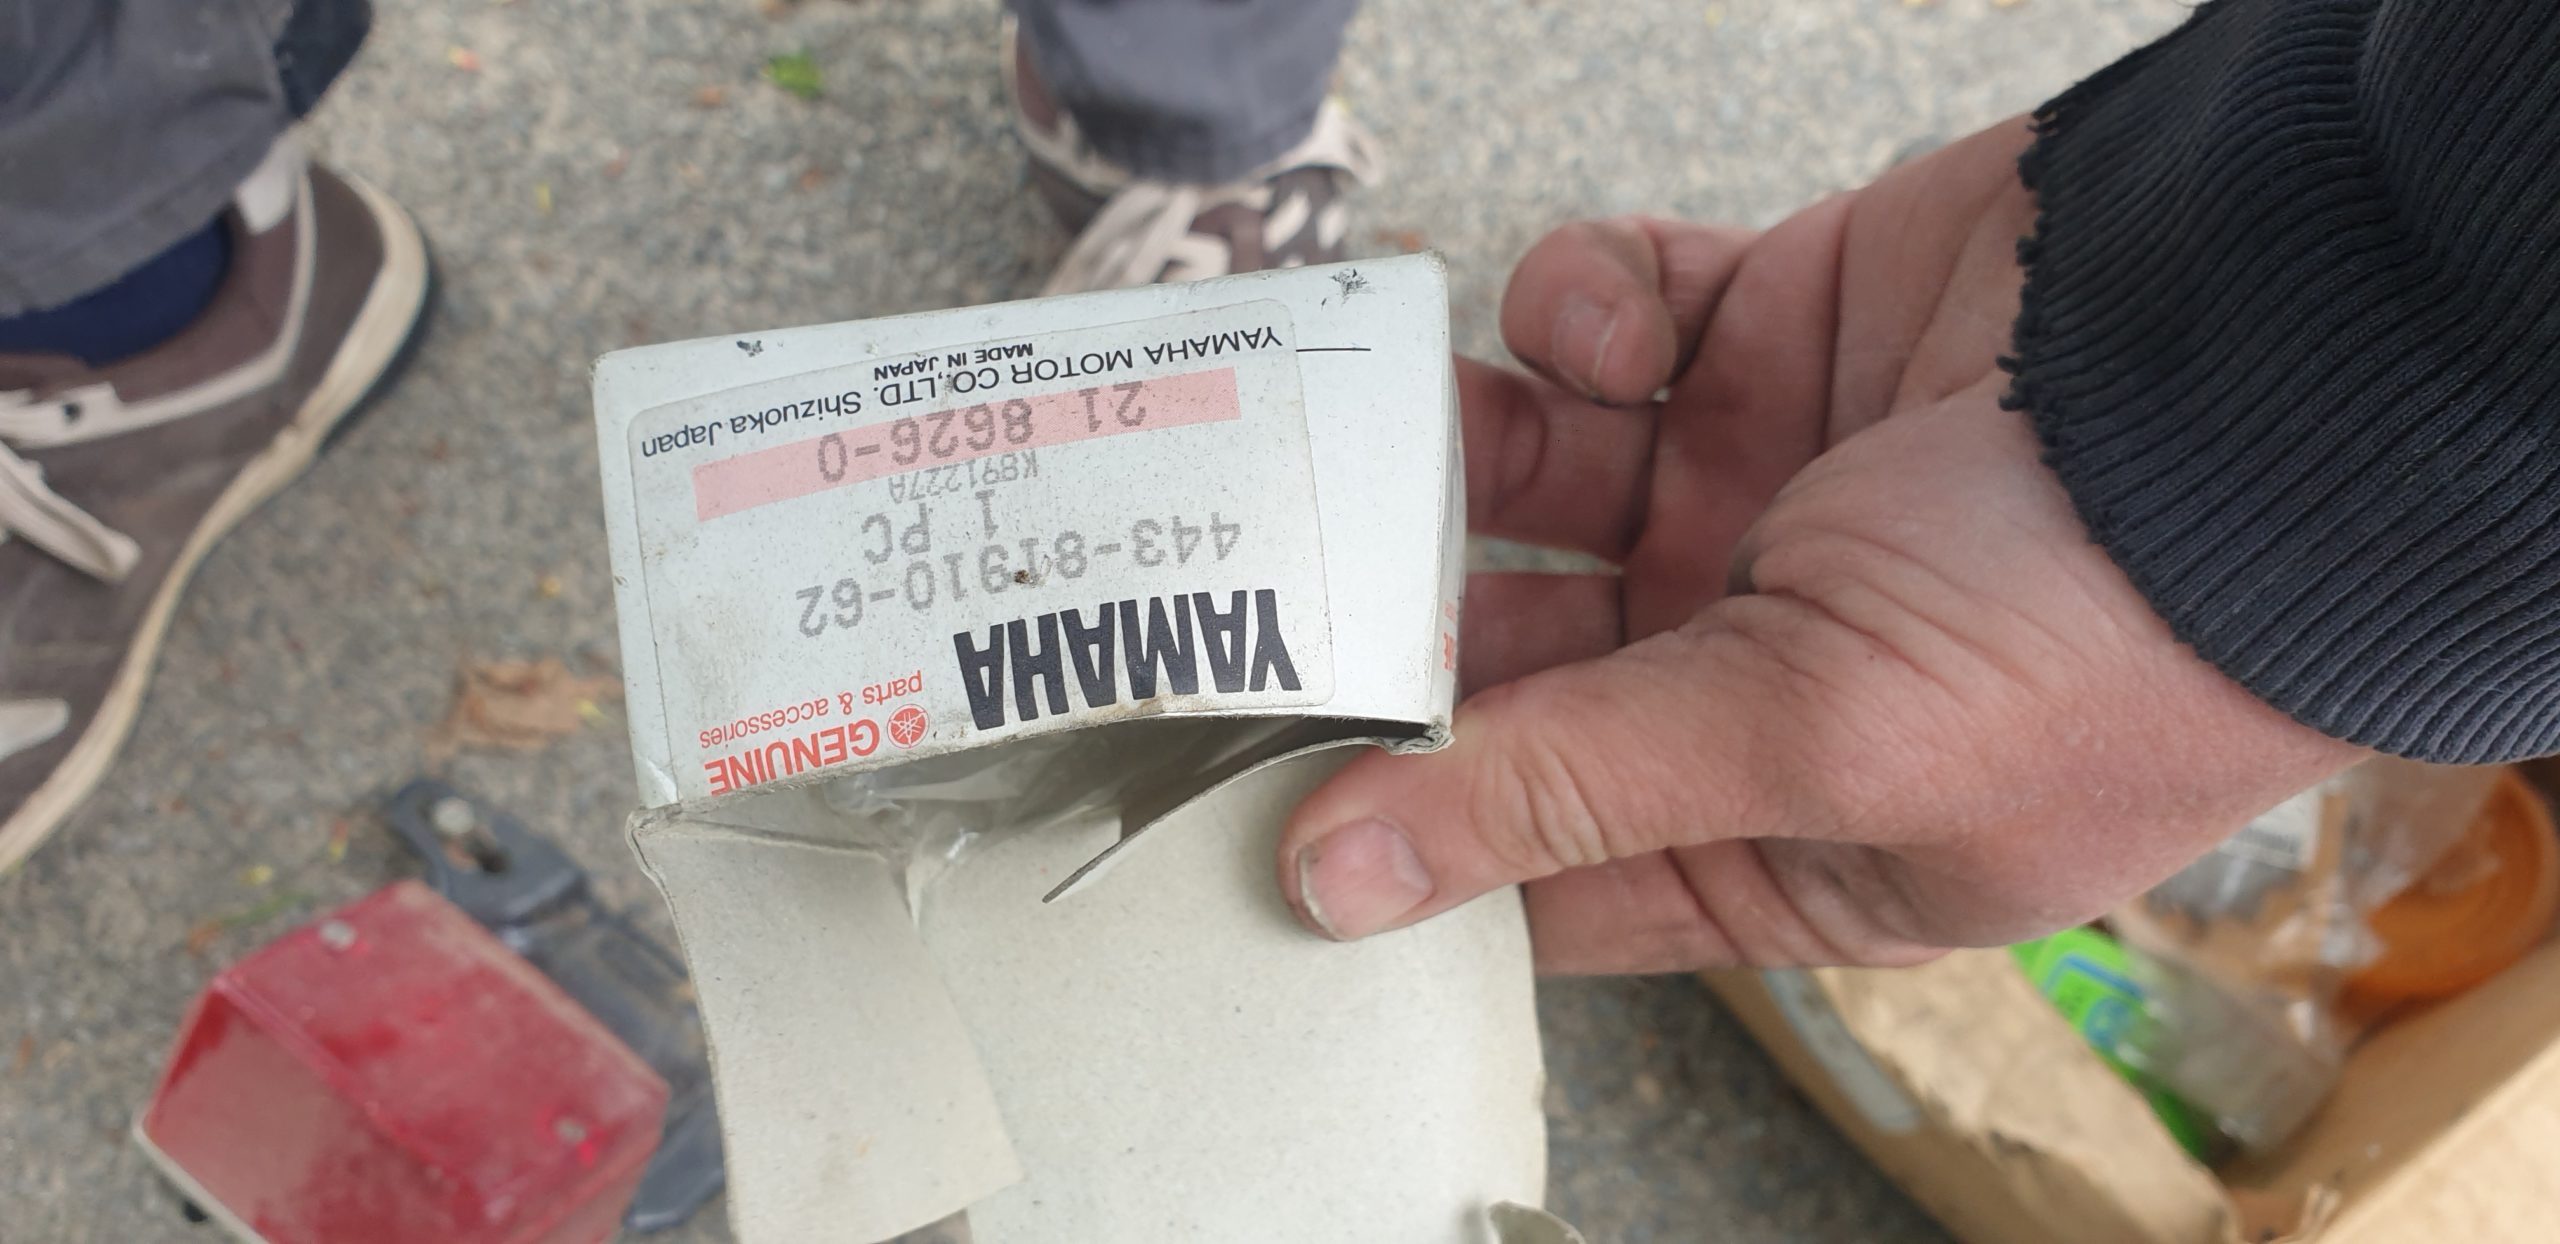 YAMAHA GENUINE
parts & accessories
443-81910-62
1 PC
K891227A
21 8626-0
YAMAHA MOTOR CO.,LTD. Shizuoka Japan
MADE IN JAPAN